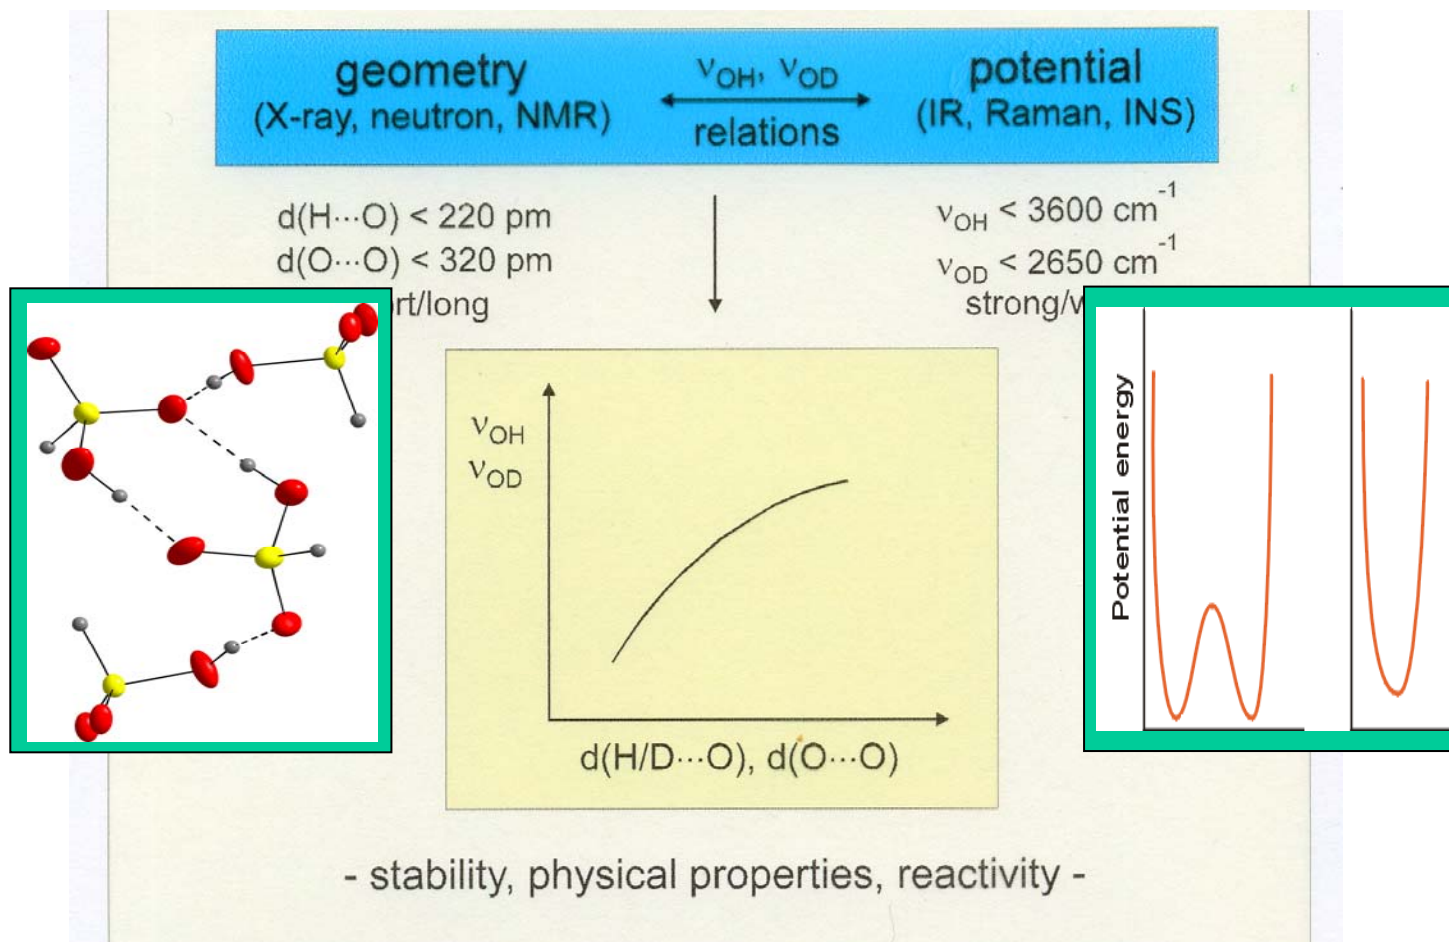 geometry
(X-ray, neutron, NMR)
νOH, νOD
relations
potential
(IR, Raman, INS)
d(H···O) < 220 pm
d(O···O) < 320 pm
rt/long
νOH < 3600 cm-1
νOD < 2650 cm-1
strong/w
νOH
νOD
d(H/D···O), d(O···O)
Potential energy
- stability, physical properties, reactivity -